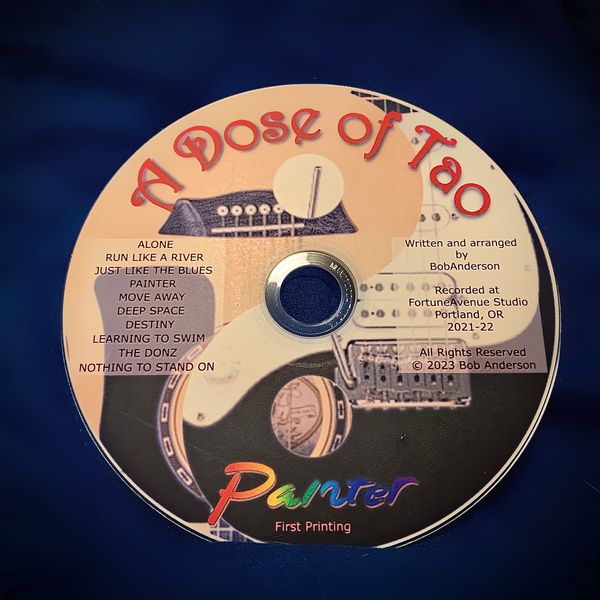 A Dose of Tao
ALONE
RUN LIKE A RIVER
JUST LIKE THE BLUES
PAINTER
MOVE AWAY
DEEP SPACE
DESTINY
LEARNING TO SWIM
THE DONZ
NOTHING TO STAND ON
Written and arranged
by
BobAnderson
Recorded at
FortuneAvenue Studio
Portland, OR
2021-22
All Rights Reserved
© 2023 Bob Anderson
Painter
First Printing